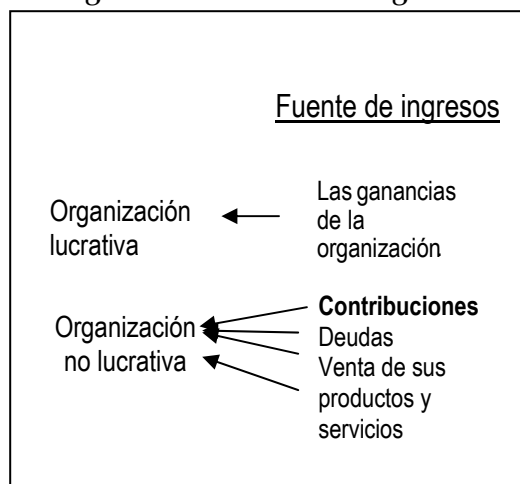 Fuente de ingresos
Organización
lucrativa
Las ganancias
de la
organización.
Organización
no lucrativa
Contribuciones
Deudas
Venta de sus
productos y
servicios